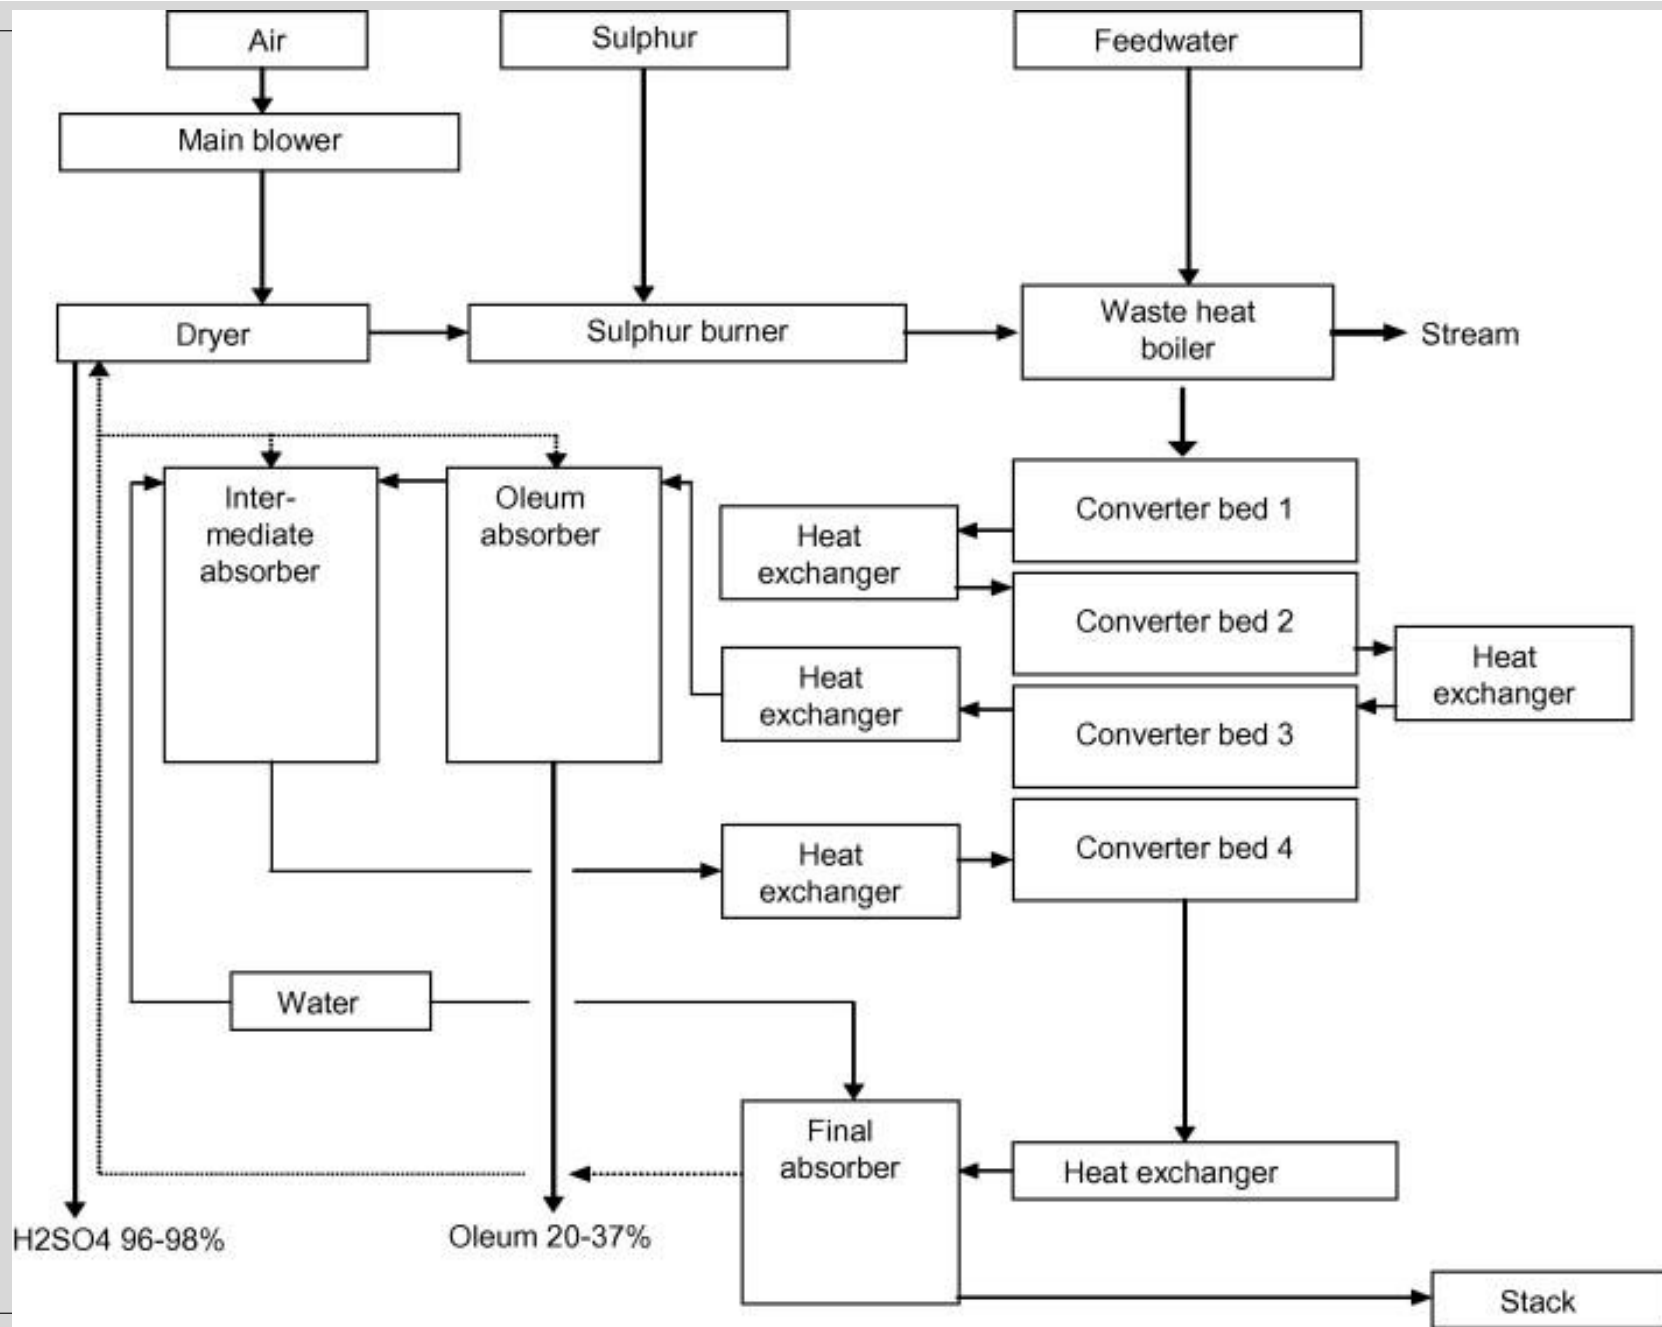 Air
Sulphur
Feedwater
Main blower
Dryer
Sulphur burner
Waste heat
boiler
Stream
Inter-
mediate
absorber
Oleum
absorber
Heat
exchanger
Converter bed 1
Converter bed 2
Heat
exchanger
Heat
exchanger
Converter bed 3
Heat
exchanger
Converter bed 4
Water
Final
absorber
Heat exchanger
H2SO4 96-98%
Oleum 20-37%
Stack